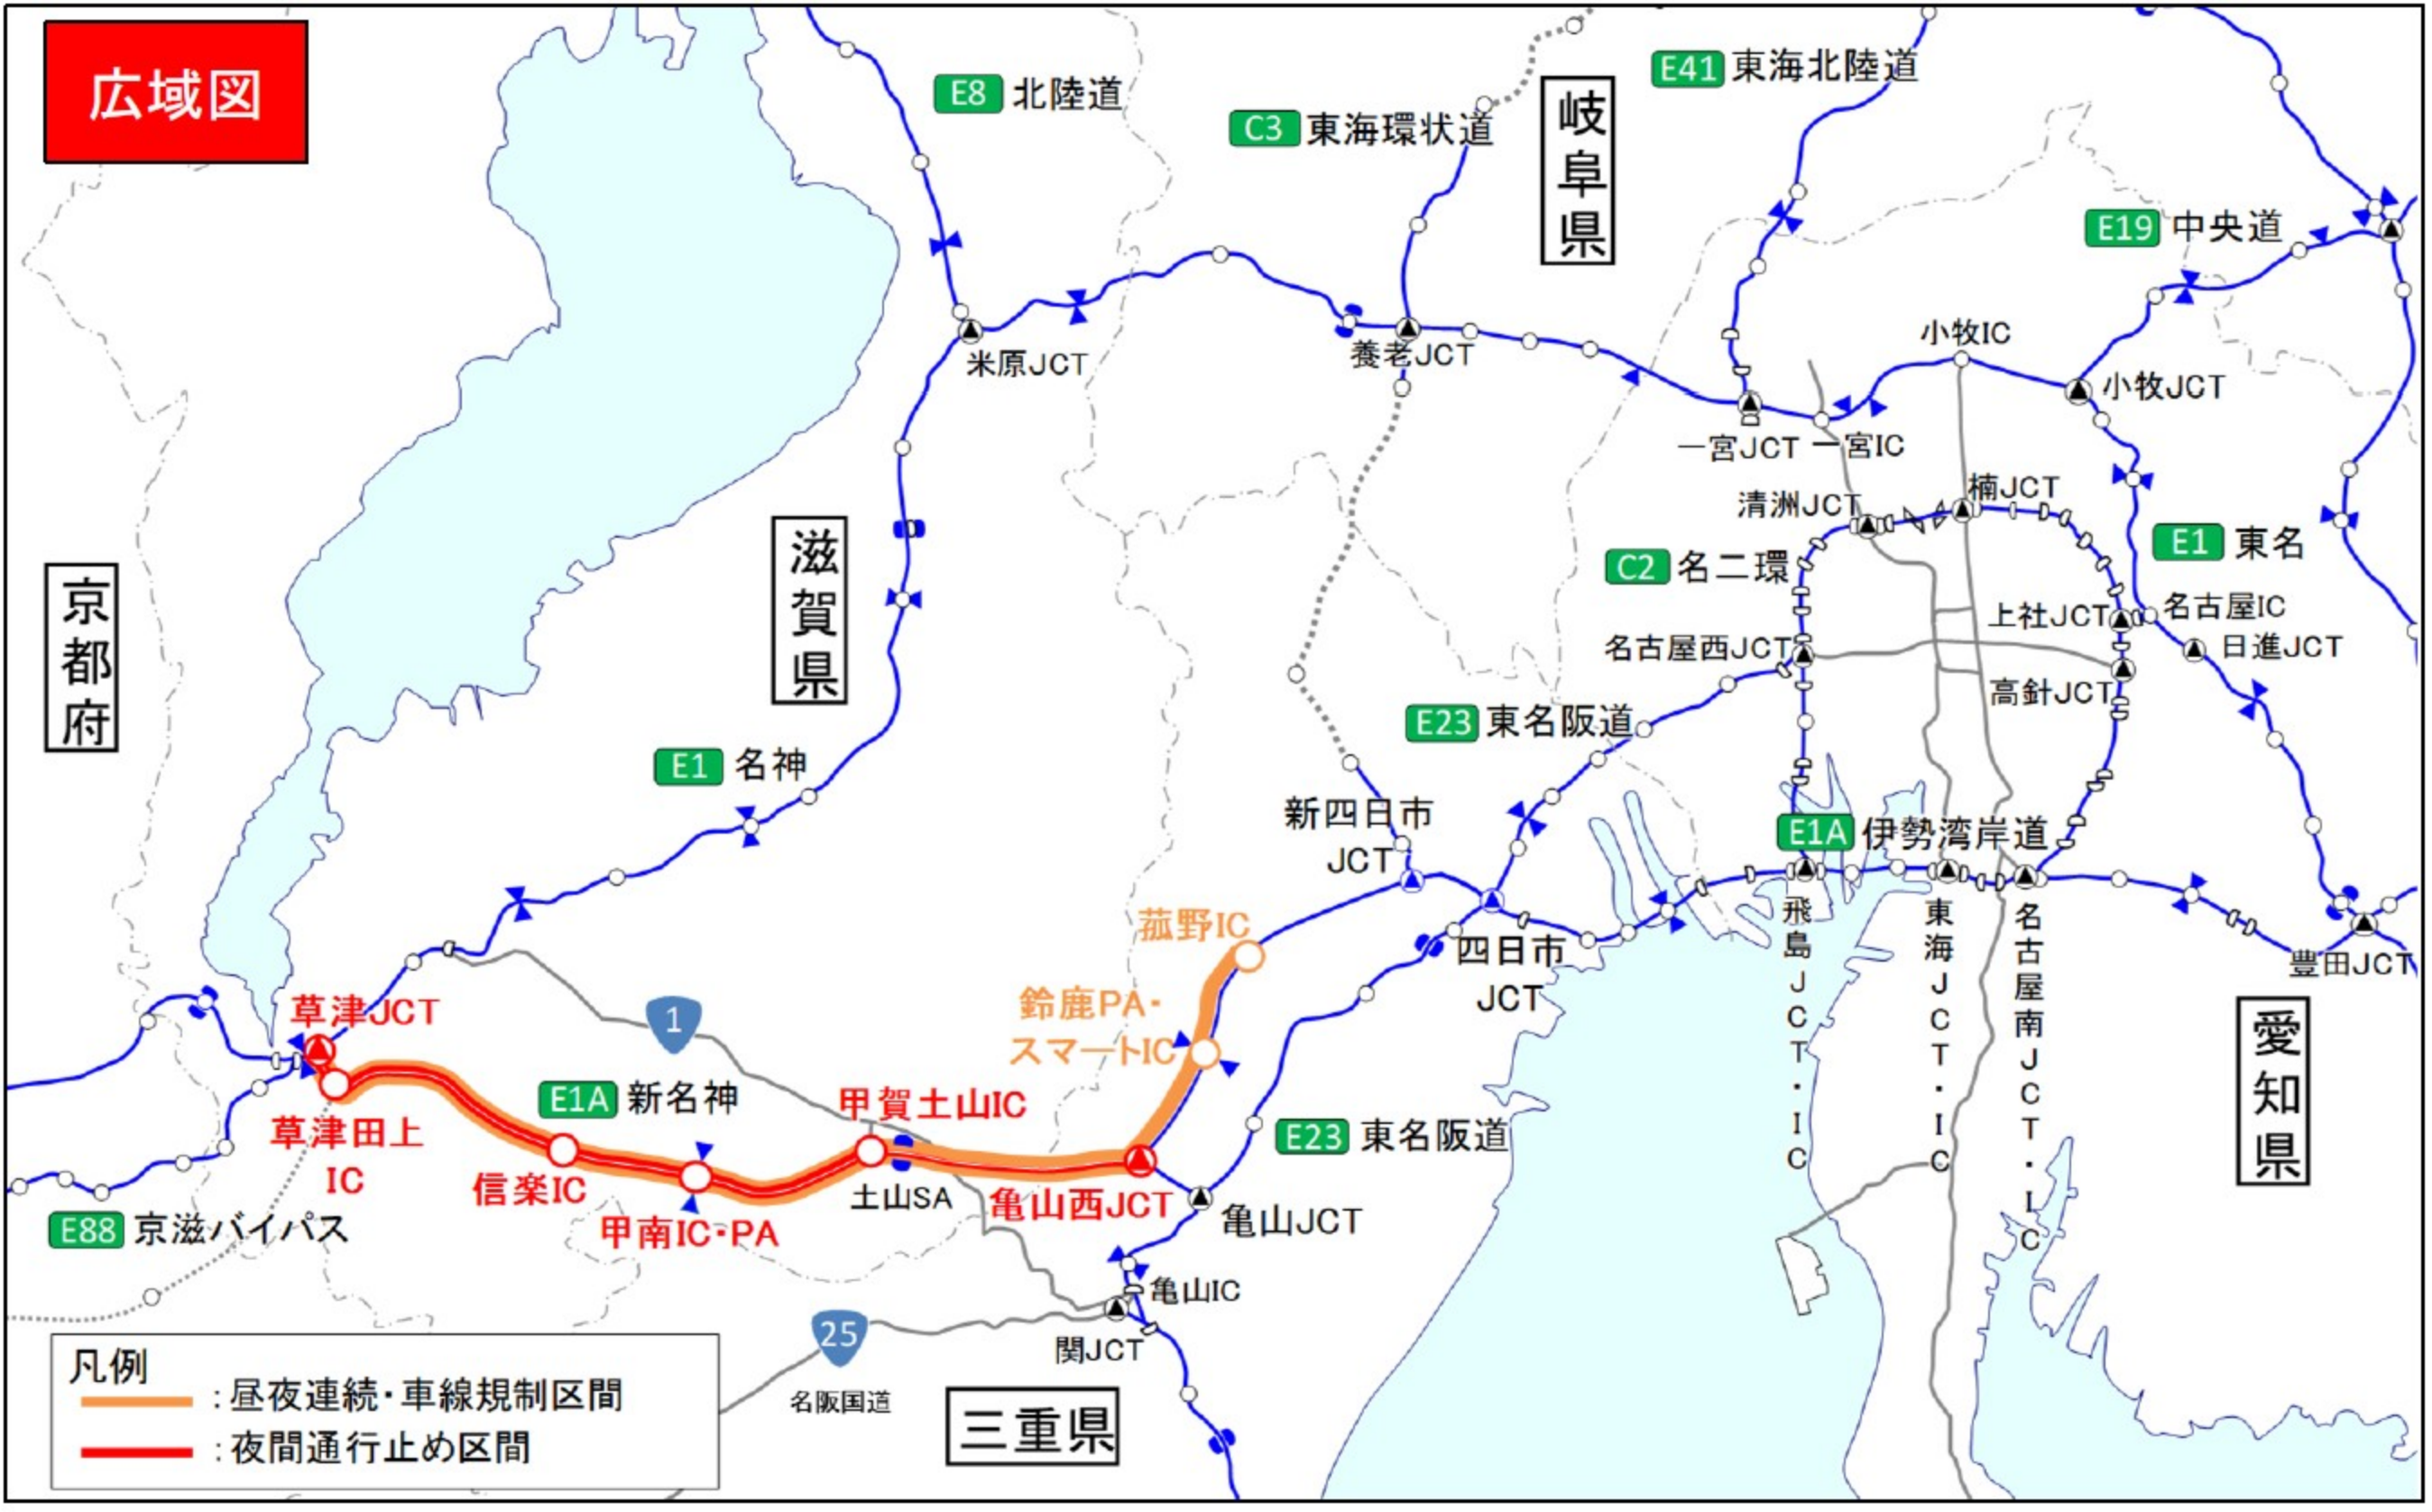 広域図
E8 北陸道
C3 東海環状道
岐阜県
E41 東海北陸道
E19 中央道
米原JCT
養老JCT
小牧IC
小牧JCT
一宮JCT
一宮IC
清洲JCT
楠JCT
C2 名二環
E1 東名
上社JCT
名古屋IC
日進JCT
名古屋西JCT
高針JCT
京都府
滋賀県
E23 東名阪道
E1 名神
新四日市
JCT
E1A 伊勢湾岸道
菰野IC
四日市
JCT
飛島JCT・IC
東海JCT・IC
名古屋南JCT・IC
豊田JCT
愛知県
鈴鹿PA・
スマートIC
草津JCT
1
E1A 新名神
甲賀土山IC
草津田上
IC
信楽IC
甲南IC・PA
土山SA
亀山西JCT
E23 東名阪道
亀山JCT
E88 京滋バイパス
亀山IC
関JCT
25
名阪国道
三重県
凡例
：昼夜連続・車線規制区間
：夜間通行止め区間